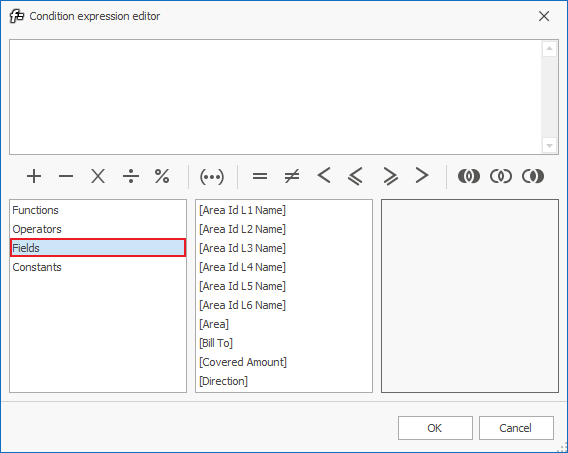 Condition expression editor
+ − × ÷ % (•••) = ≠ < ≤ ≥ >
Functions
Operators
Fields
Constants
[Area Id L1 Name]
[Area Id L2 Name]
[Area Id L3 Name]
[Area Id L4 Name]
[Area Id L5 Name]
[Area Id L6 Name]
[Area]
[Bill To]
[Covered Amount]
[Direction]
OK
Cancel